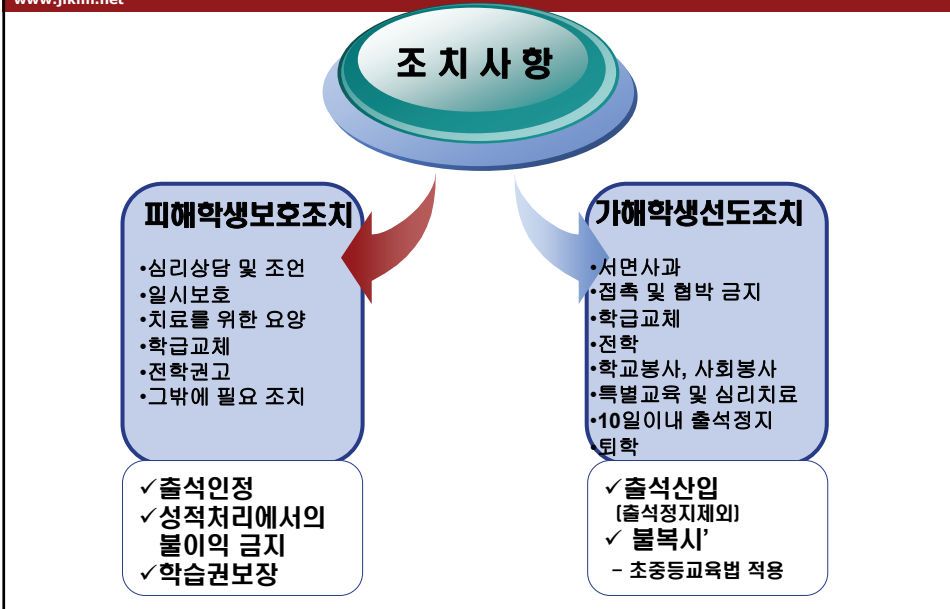 www.jikim.net
조 치 사 항
피해학생보호조치
•심리상담 및 조언
•일시보호
•치료를 위한 요양
•학급교체
•전학권고
•그밖에 필요 조치
✓출석인정
✓성적처리에서의
불이익 금지
✓학습권보장
가해학생선도조치
•서면사과
•접촉 및 협박 금지
•학급교체
•전학
•학교봉사, 사회봉사
•특별교육 및 심리치료
•10일이내 출석정지
•퇴학
✓출석산입
(출석정지제외)
✓ 불복시’
– 초중등교육법 적용